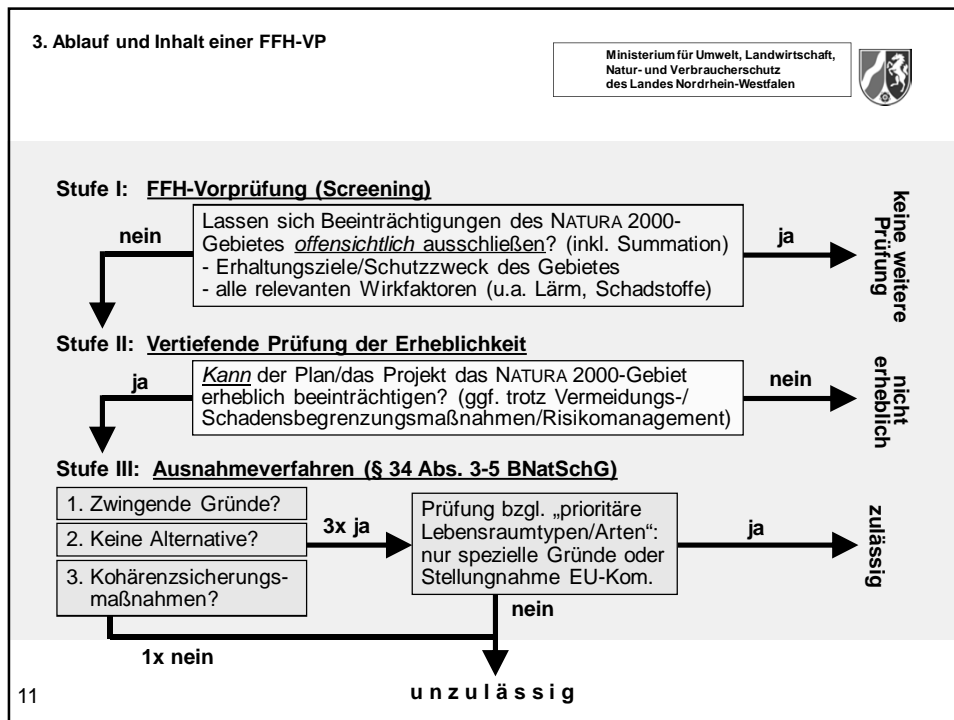 3. Ablauf und Inhalt einer FFH-VP
Ministerium für Umwelt, Landwirtschaft,
Natur- und Verbraucherschutz
des Landes Nordrhein-Westfalen
Stufe I: FFH-Vorprüfung (Screening)
nein
Lassen sich Beeinträchtigungen des NATURA 2000-
Gebietes offensichtlich ausschließen? (inkl. Summation)
- Erhaltungsziele/Schutzzweck des Gebietes
- alle relevanten Wirkfaktoren (u.a. Lärm, Schadstoffe)
ja
keine weitere
Prüfung
Stufe II: Vertiefende Prüfung der Erheblichkeit
ja
Kann der Plan/das Projekt das NATURA 2000-Gebiet
erheblich beeinträchtigen? (ggf. trotz Vermeidungs-/
Schadensbegrenzungsmaßnahmen/Risikomanagement)
nein
nicht
erheblich
Stufe III: Ausnahmeverfahren (§ 34 Abs. 3-5 BNatSchG)
1. Zwingende Gründe?
2. Keine Alternative?
3. Kohärenzsicherungs-
maßnahmen?
3x ja
Prüfung bzgl. „prioritäre
Lebensraumtypen/Arten“:
nur spezielle Gründe oder
Stellungnahme EU-Kom.
ja
zulässig
nein
1x nein
unzulässig
11